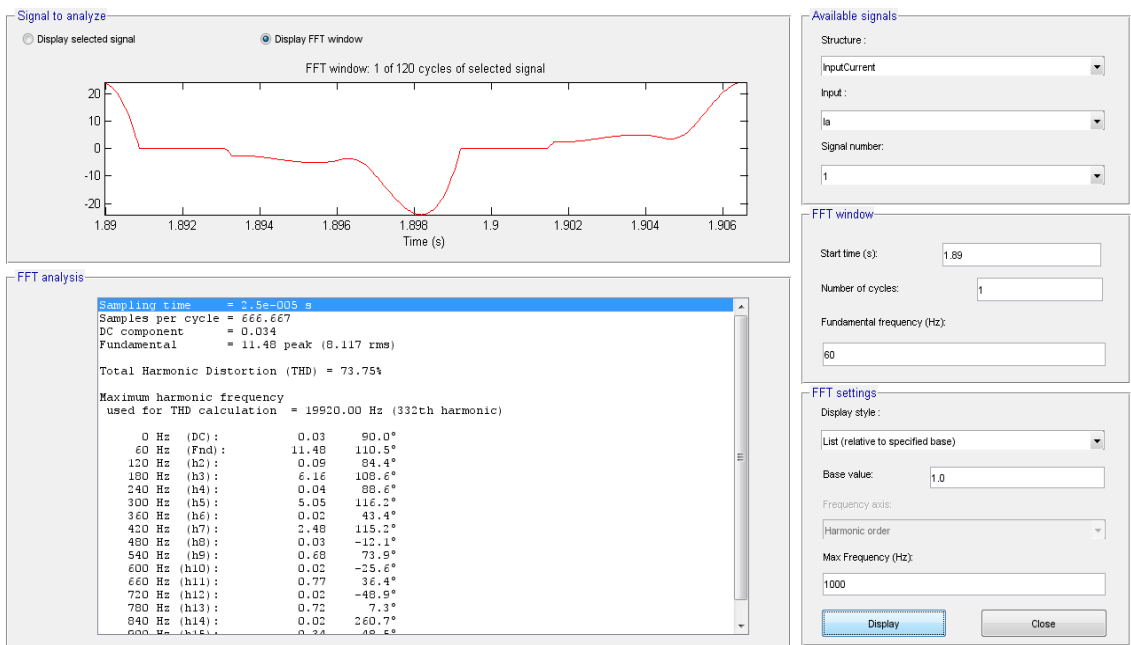 Signal to analyze
Display selected signal
Display FFT window
FFT window: 1 of 120 cycles of selected signal
20
10
0
-10
-20
1.89 1.892 1.894 1.896 1.898 1.9 1.902 1.904 1.906
Time (s)
FFT analysis
Sampling time = 2.5e-005 s
Samples per cycle = 666.667
DC component = 0.034
Fundamental = 11.48 peak (8.117 rms)
Total Harmonic Distortion (THD) = 73.75%
Maximum harmonic frequency
used for THD calculation = 19920.00 Hz (332th harmonic)
0 Hz (DC): 0.03 90.0°
60 Hz (Fnd): 11.48 110.5°
120 Hz (h2): 0.09 84.4°
180 Hz (h3): 6.16 108.6°
240 Hz (h4): 0.04 88.6°
300 Hz (h5): 5.05 116.2°
360 Hz (h6): 0.02 43.4°
420 Hz (h7): 2.48 115.2°
480 Hz (h8): 0.03 -12.1°
540 Hz (h9): 0.68 73.9°
600 Hz (h10): 0.02 -25.6°
660 Hz (h11): 0.77 36.4°
720 Hz (h12): 0.02 -48.9°
780 Hz (h13): 0.72 7.3°
840 Hz (h14): 0.02 260.7°
900 Hz (h15): 0.34
Available signals
Structure :
InputCurrent
Input :
Ia
Signal number:
1
FFT window
Start time (s): 1.89
Number of cycles: 1
Fundamental frequency (Hz):
60
FFT settings
Display style :
List (relative to specified base)
Base value: 1.0
Frequency axis:
Harmonic order
Max Frequency (Hz):
1000
Display
Close